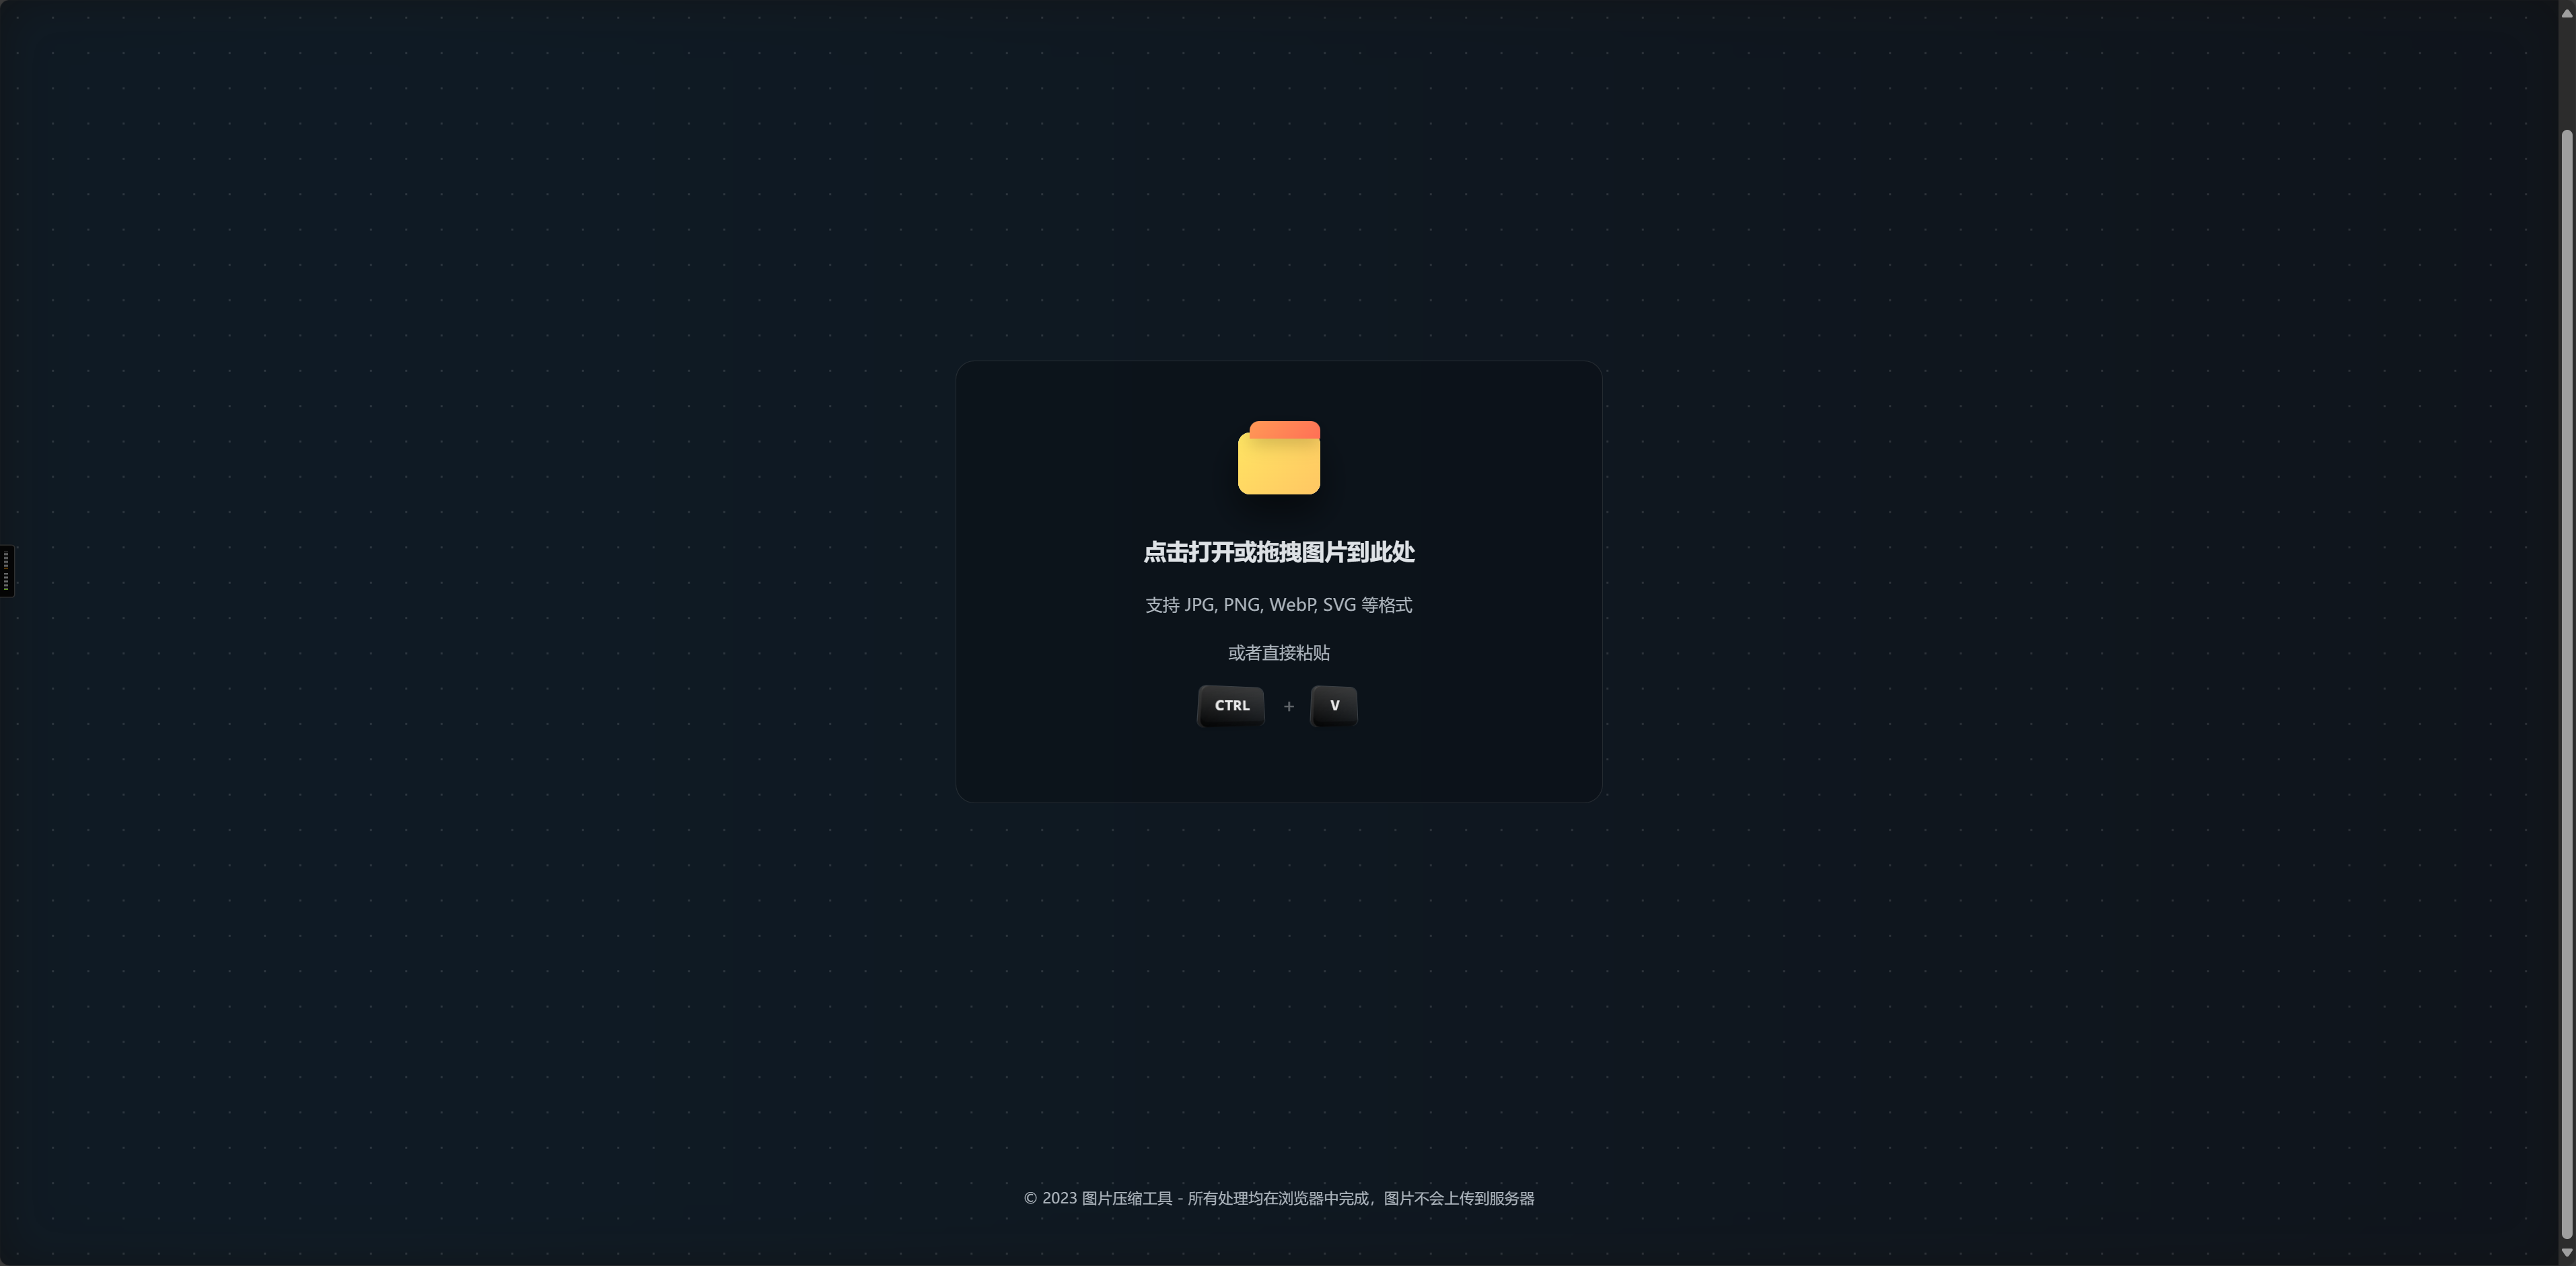 点击打开或拖拽图片到此处
支持 JPG, PNG, WebP, SVG 等格式
或者直接粘贴
CTRL + V
© 2023 图片压缩工具 - 所有处理均在浏览器中完成，图片不会上传到服务器